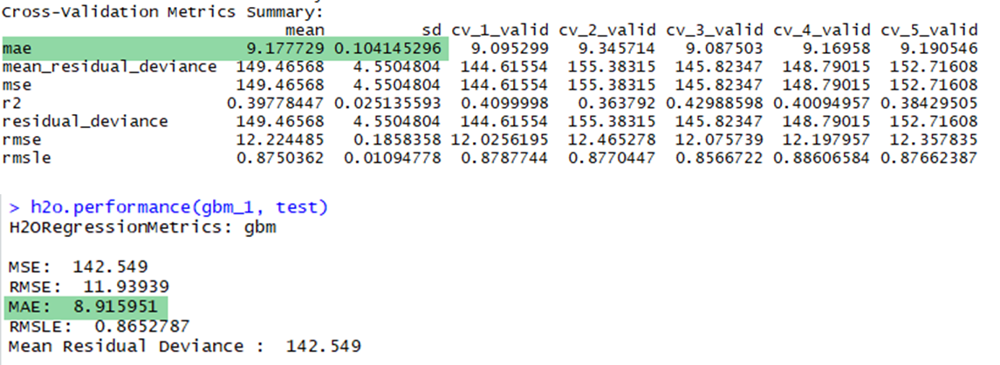 Cross-Validation Metrics Summary:
mean sd cv_1_valid cv_2_valid cv_3_valid cv_4_valid cv_5_valid
mae 9.177729 0.104145296 9.095299 9.345714 9.087503 9.16958 9.190546
mean_residual_deviance 149.46568 4.5504804 144.61554 155.38315 145.82347 148.79015 152.71608
mse 149.46568 4.5504804 144.61554 155.38315 145.82347 148.79015 152.71608
r2 0.39778447 0.025135593 0.4099998 0.363792 0.42988598 0.40094957 0.38429505
residual_deviance 149.46568 4.5504804 144.61554 155.38315 145.82347 148.79015 152.71608
rmse 12.224485 0.1858358 12.0256195 12.465278 12.075739 12.197957 12.357835
rmsle 0.8750362 0.01094778 0.8787744 0.8770447 0.8566722 0.88606584 0.87662387
> h2o.performance(gbm_1, test)
H2ORegressionMetrics: gbm
MSE: 142.549
RMSE: 11.93939
MAE: 8.915951
RMSLE: 0.8652787
Mean Residual Deviance : 142.549